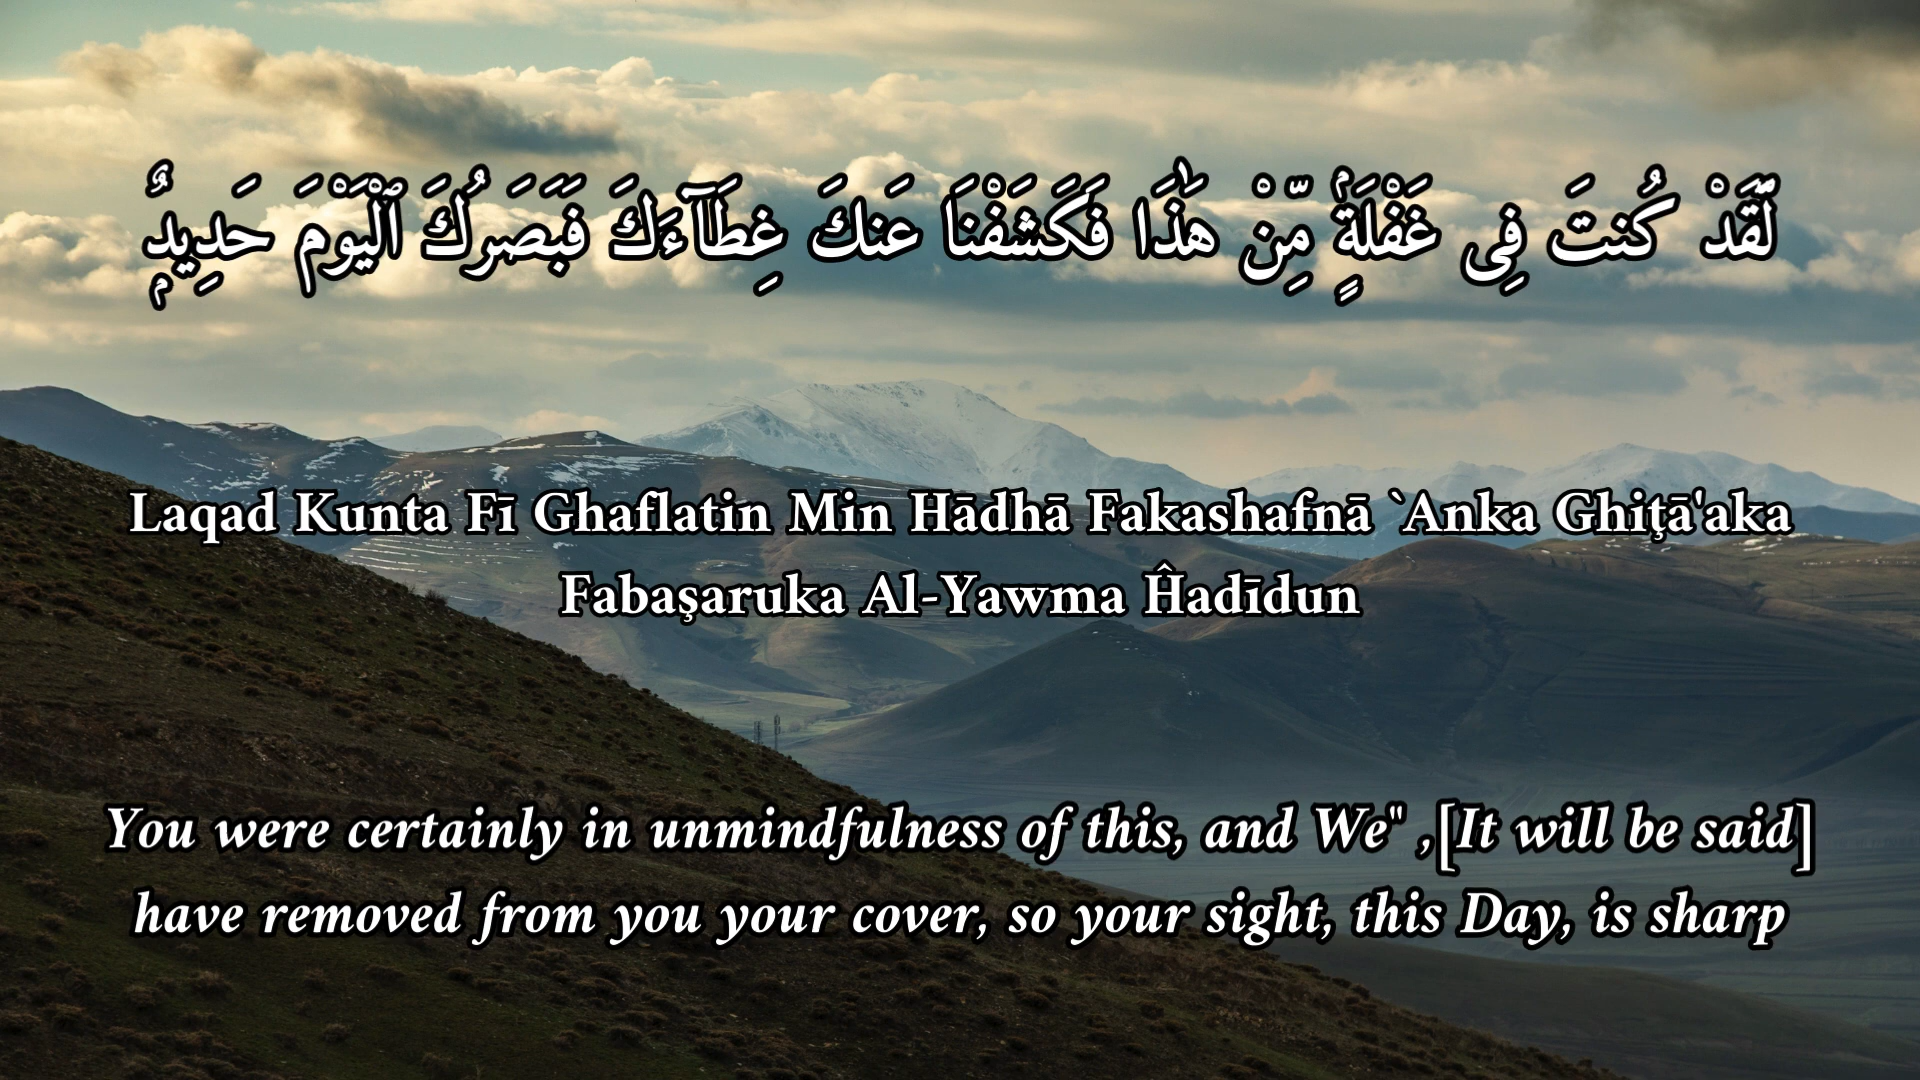 لَّقَدْ كُنتَ فِى غَفْلَةٍۢ مِّنْ هَٰذَا فَكَشَفْنَا عَنكَ غِطَآءَكَ فَبَصَرُكَ ٱلْيَوْمَ حَدِيدٌۭ
Laqad Kunta Fī Ghaflatin Min Hādhā Fakashafnā `Anka Ghiţā'aka
Fabaşaruka Al-Yawma Ĥadīdun
You were certainly in unmindfulness of this, and We" ,[It will be said]
have removed from you your cover, so your sight, this Day, is sharp